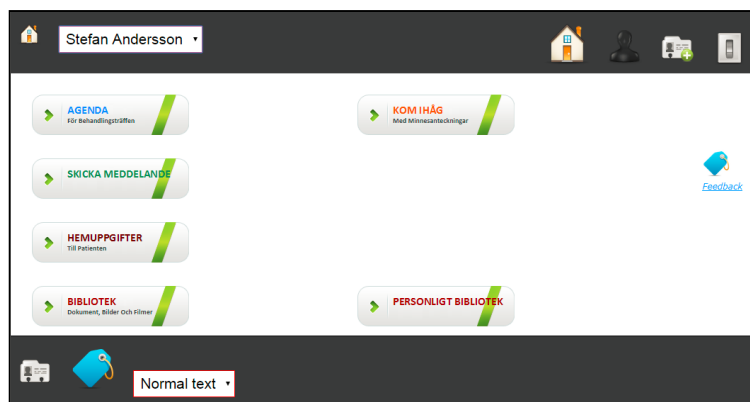 Stefan Andersson
AGENDA
För Behandlingsträffen
KOM IHÅG
Med Minnesanteckningar
SKICKA MEDDELANDE
Feedback
HEMUPPGIFTER
Till Patienten
BIBLIOTEK
Dokument, Bilder Och Filmer
PERSONLIGT BIBLIOTEK
Normal text